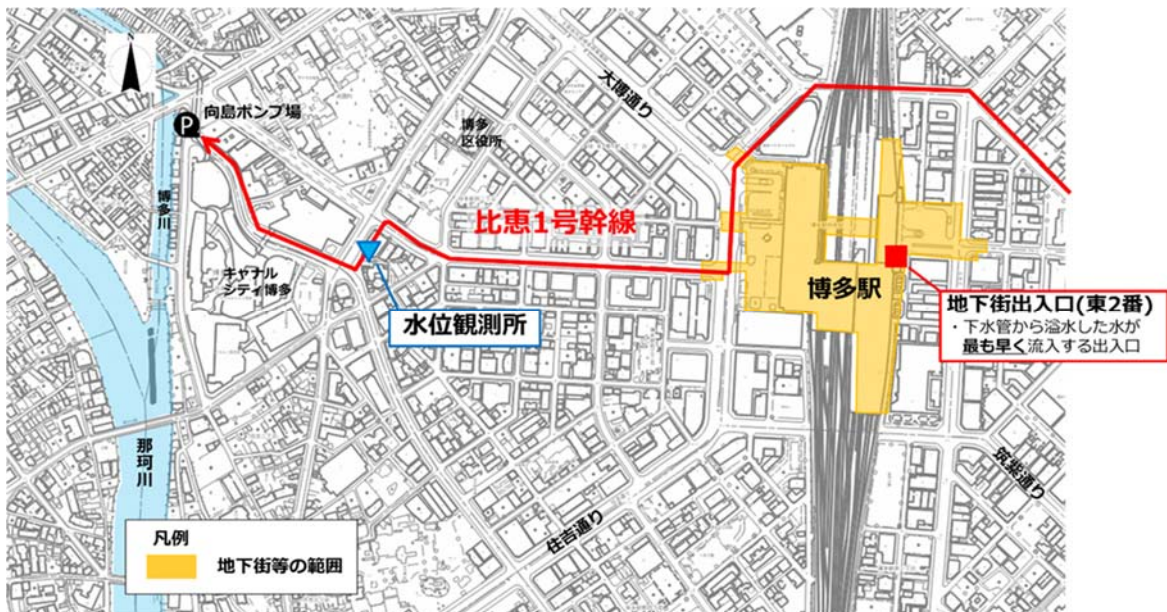 N
大博通り
向島ポンプ場
P
博多
区役所
博多川
比恵1号幹線
キャナル
シティ博多
博多駅
地下街出入口(東2番)
・下水管から溢水した水が
最も早く流入する出入口
水位観測所
那珂川
筑紫通り
住吉通り
凡例
地下街等の範囲